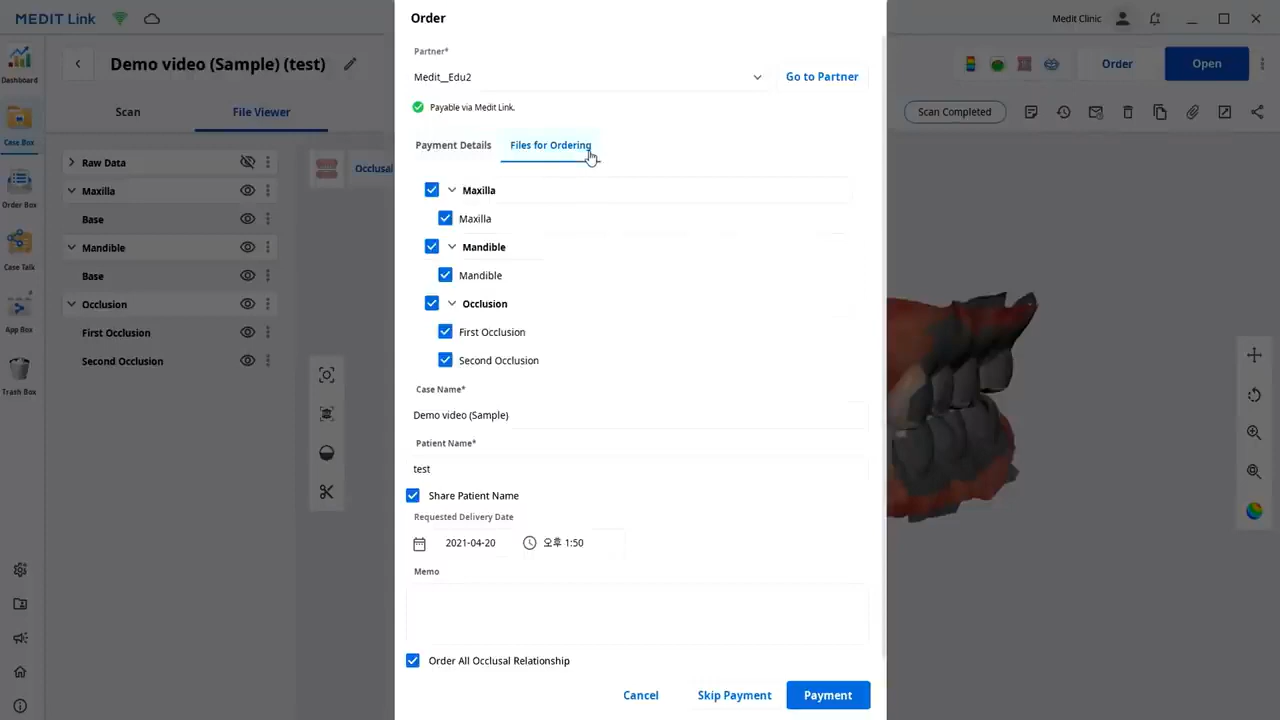 MEDIT Link
Medit Clinic
Dashboard
Case Box
Order Box
Case Talk
App Box
Trash Box
Demo video (Sample) (test)
Scan
File Viewer
Raw Data
Maxilla
Base
Mandible
Base
Occlusion
First Occlusion
Second Occlusion
Occlusal
Order
Open
Scan Completed
Order
Partner*
Medit__Edu2
Go to Partner
Payable via Medit Link.
Payment Details
Files for Ordering
Maxilla
Maxilla
Mandible
Mandible
Occlusion
First Occlusion
Second Occlusion
Case Name*
Demo video (Sample)
Patient Name*
test
Share Patient Name
Requested Delivery Date
2021-04-20 오후 1:50
Memo
Order All Occlusal Relationship
Cancel
Skip Payment
Payment